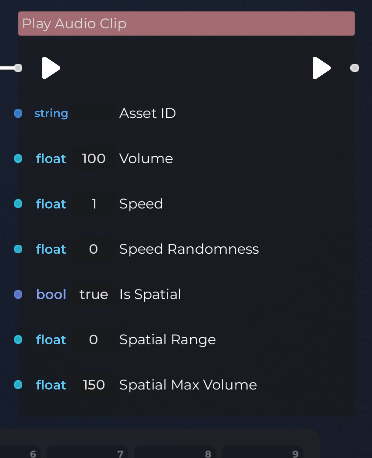 Play Audio Clip
string Asset ID
float 100 Volume
float 1 Speed
float 0 Speed Randomness
bool true Is Spatial
float 0 Spatial Range
float 150 Spatial Max Volume
6 7 8 9